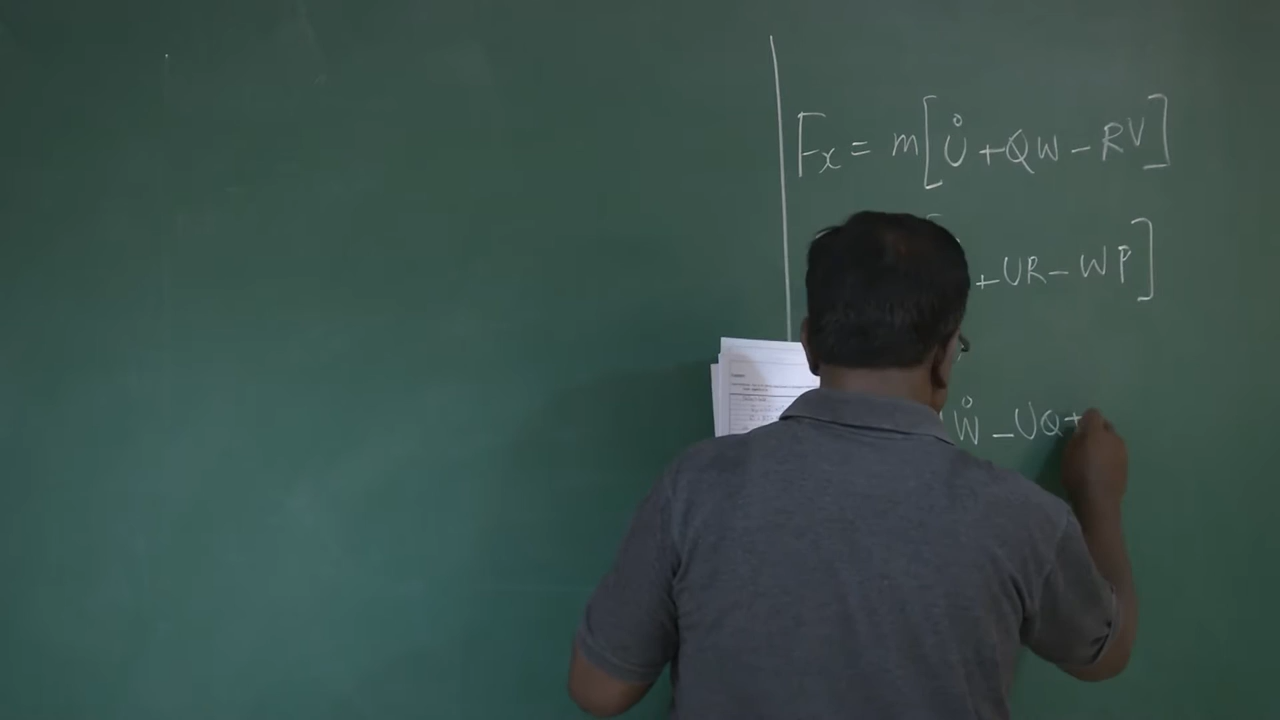 Fx = m[U̇ + QW - RV]
+ UR - WP]
Ẇ - UQ +